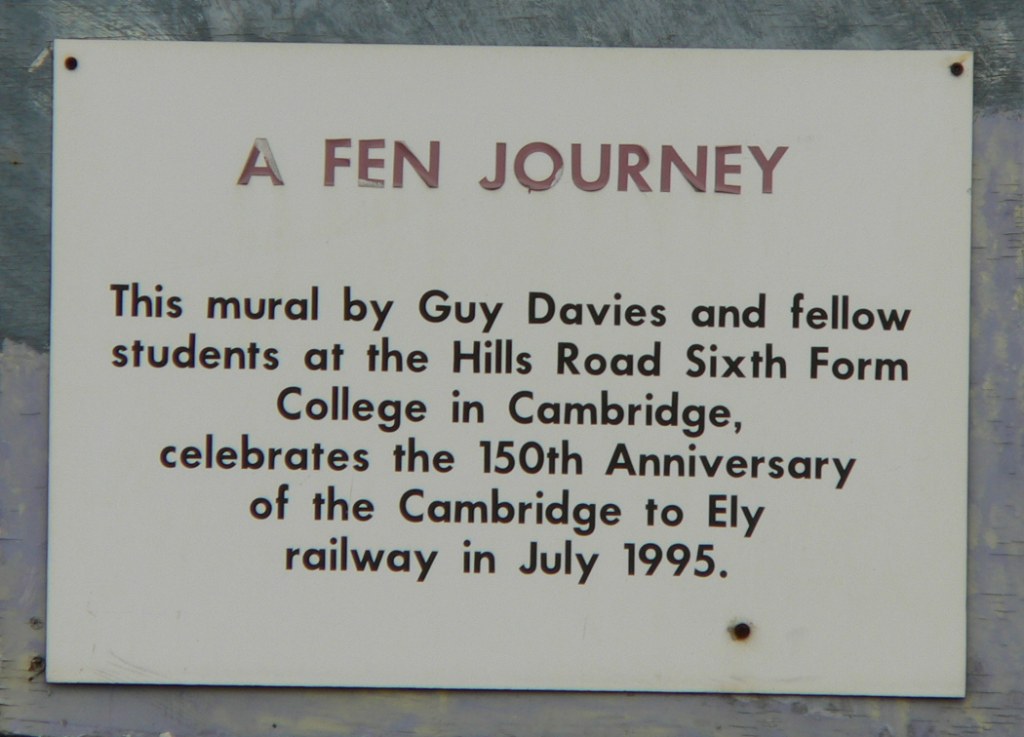 A FEN JOURNEY
This mural by Guy Davies and fellow
students at the Hills Road Sixth Form
College in Cambridge,
celebrates the 150th Anniversary
of the Cambridge to Ely
railway in July 1995.